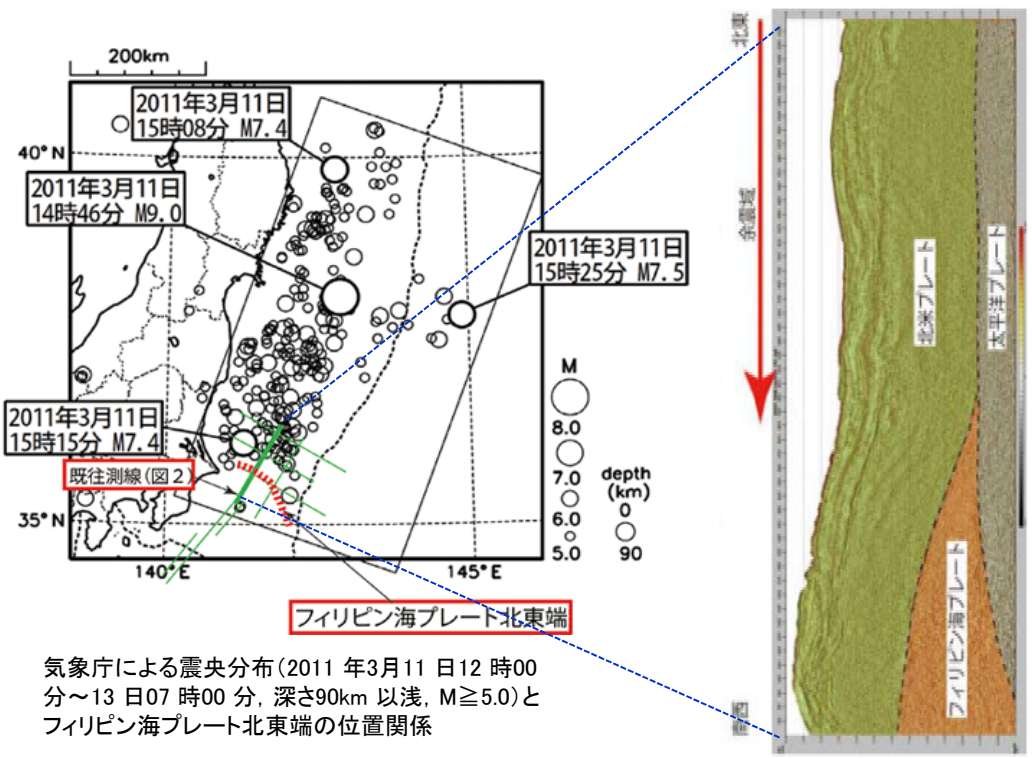 200km
2011年3月11日
15時08分 M7.4
40°N
2011年3月11日
14時46分 M9.0
2011年3月11日
15時25分 M7.5
2011年3月11日
15時15分 M7.4
既往測線(図2)
35°N
140°E
145°E
M
8.0
7.0
6.0
5.0
depth
(km)
0
90
フィリピン海プレート北東端
気象庁による震央分布(2011 年3月11 日12 時00
分～13 日07 時00 分, 深さ90km 以浅, M≧5.0)と
フィリピン海プレート北東端の位置関係
北東
余震域
北米プレート
太平洋プレート
フィリピン海プレート
南西